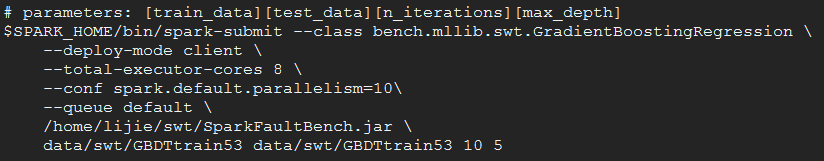 # parameters: [train_data][test_data][n_iterations][max_depth]
$SPARK_HOME/bin/spark-submit --class bench.mllib.swt.GradientBoostingRegression \
    --deploy-mode client \
    --total-executor-cores 8 \
    --conf spark.default.parallelism=10\
    --queue default \
    /home/lijie/swt/SparkFaultBench.jar \
    data/swt/GBDTtrain53 data/swt/GBDTtrain53 10 5